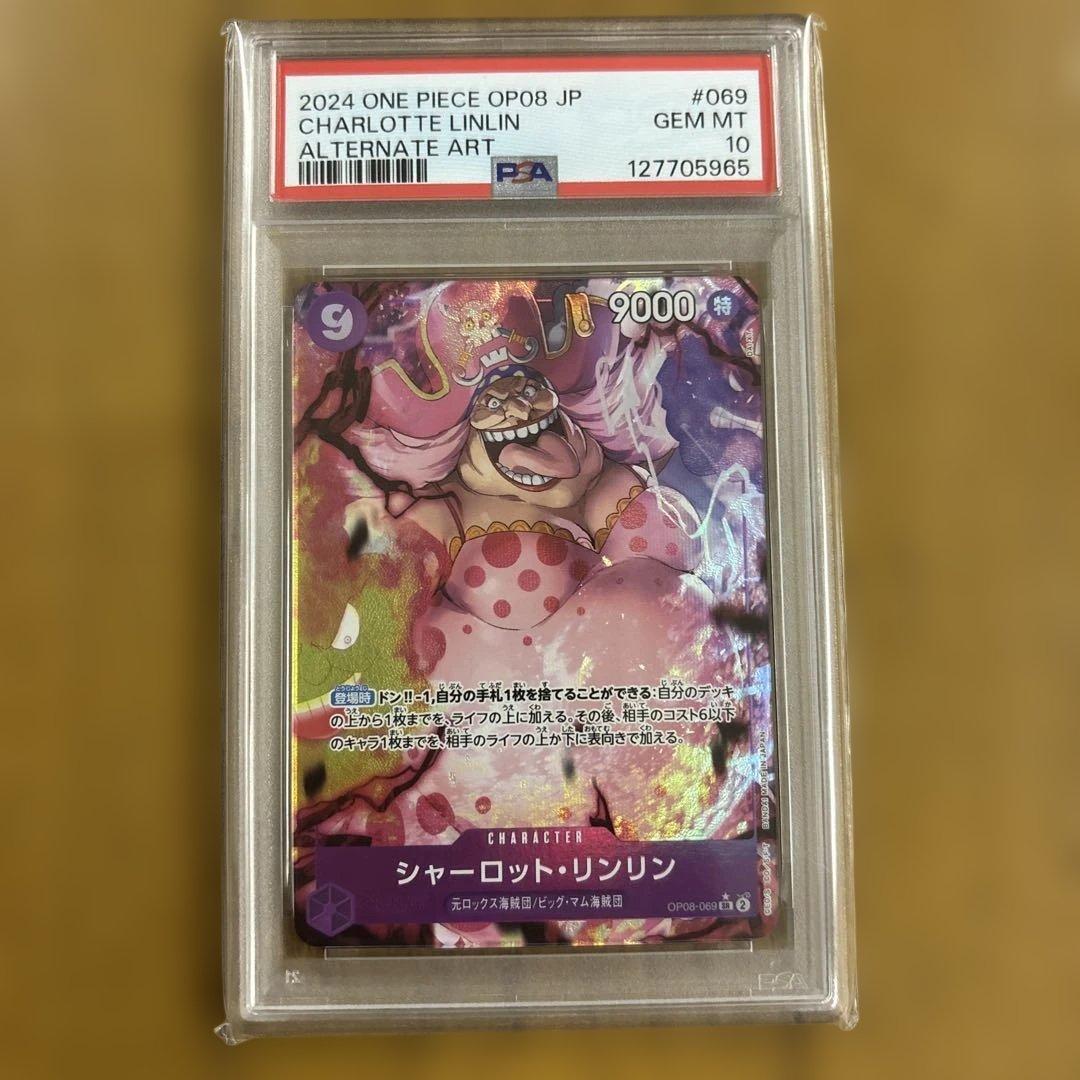 2024 ONE PIECE OP08 JP #069
CHARLOTTE LINLIN GEM MT
ALTERNATE ART 10
PSA 127705965
9 9000 特
登場時 ドン!!-1,自分の手札1枚を捨てることができる:自分のデッキ
の上から1枚までを、ライフの上に加える。その後、相手のコスト6以下
のキャラ1枚までを、相手のライフの上か下に表向きで加える。
BANDAI MADE IN JAPAN
CHARACTER
シャーロット・リンリン
元ロックス海賊団/ビッグ・マム海賊団
OP08-069 SR 2
PSA